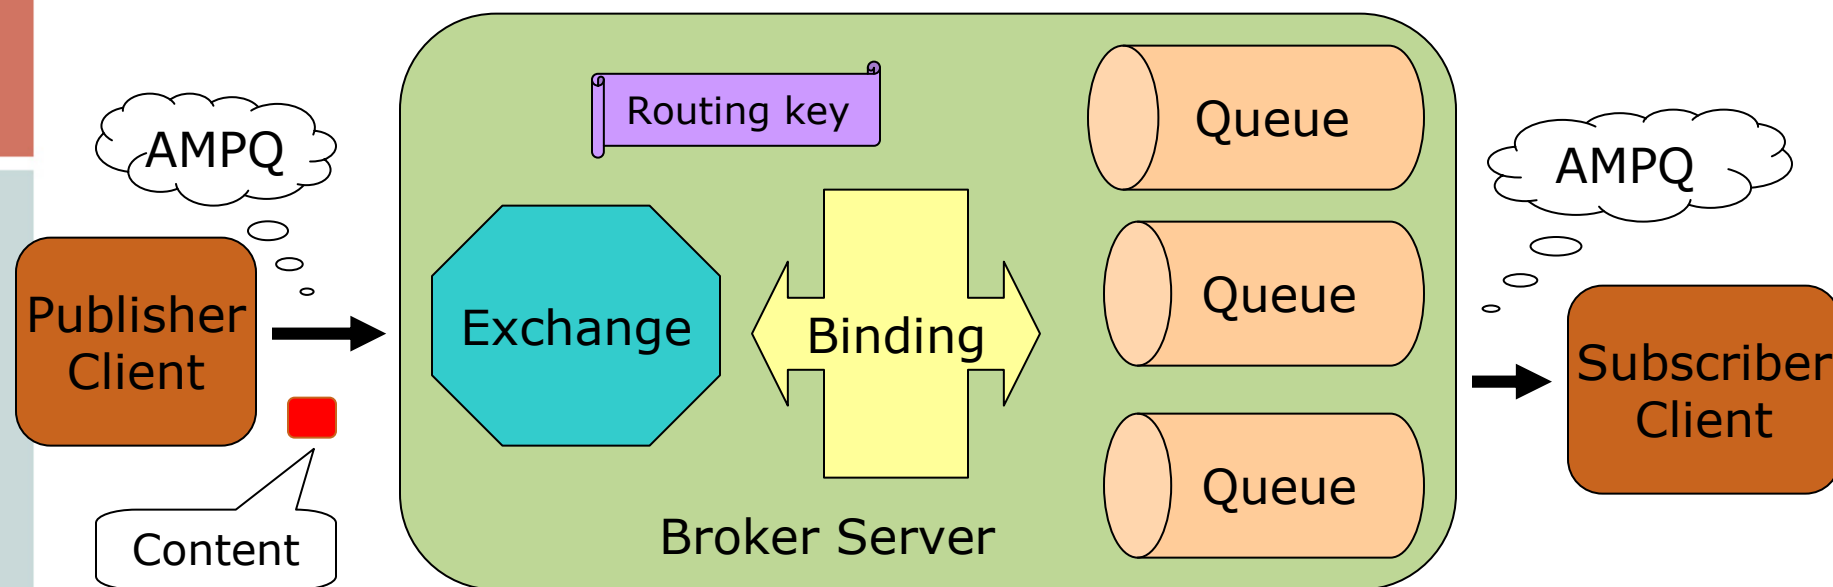 AMPQ
Publisher
Client
Content
Routing key
Exchange
Binding
Queue
Queue
Queue
Broker Server
AMPQ
Subscriber
Client